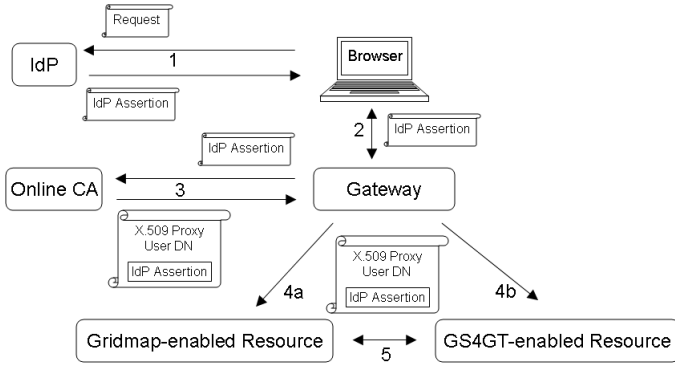 Request
1
Browser
IdP
IdP Assertion
2
IdP Assertion
IdP Assertion
Online CA
3
Gateway
X.509 Proxy
User DN
IdP Assertion
X.509 Proxy
User DN
IdP Assertion
4a
4b
Gridmap-enabled Resource
5
GS4GT-enabled Resource